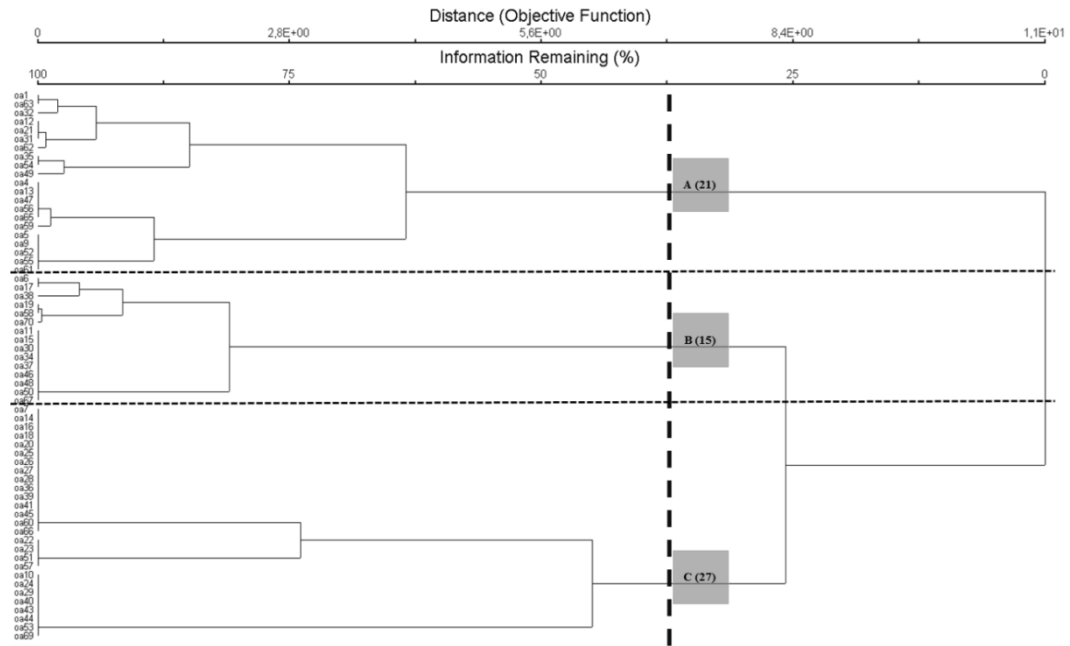 Distance (Objective Function)
0 2,8E+00 5,6E+00 8,4E+00 1,1E+01
Information Remaining (%)
100 75 50 25 0
oa1
oa63
oa32
oa12
oa21
oa31
oa62
oa35
oa54
oa49
oa4
oa13
oa47
oa56
oa65
oa59
oa5
oa9
oa52
oa55
oa61
oa6
oa17
oa38
oa19
oa58
oa70
oa11
oa15
oa30
oa34
oa37
oa46
oa48
oa50
oa67
oa7
oa14
oa16
oa18
oa20
oa25
oa26
oa27
oa28
oa36
oa39
oa41
oa45
oa60
oa66
oa22
oa23
oa51
oa57
oa10
oa24
oa29
oa40
oa43
oa44
oa53
oa69
A (21)
B (15)
C (27)